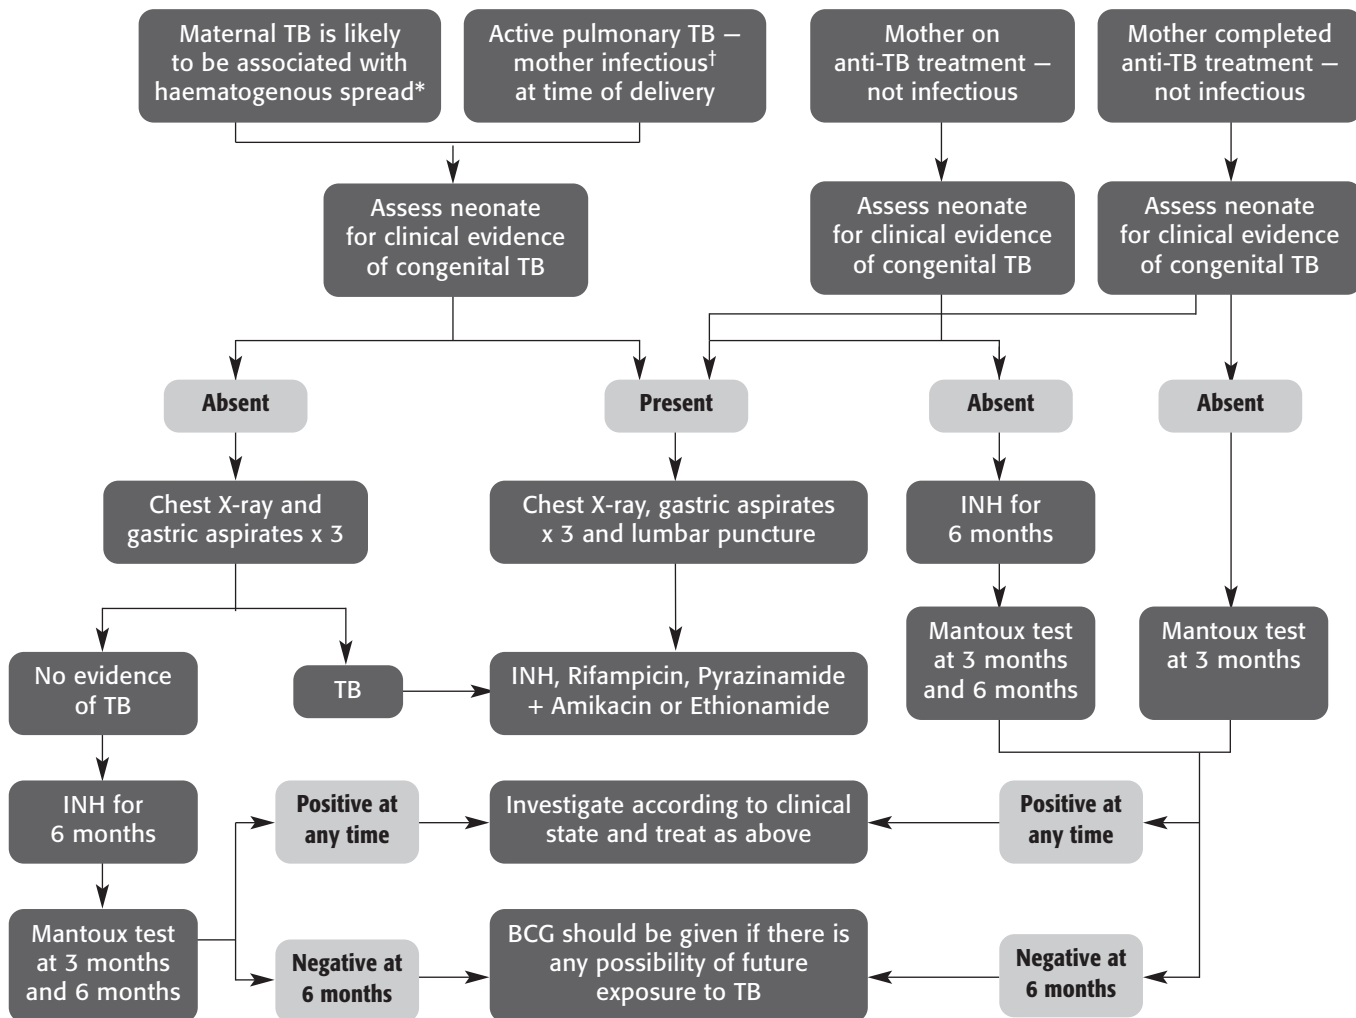 Maternal TB is likely
to be associated with
haematogenous spread*
Active pulmonary TB –
mother infectious†
at time of delivery
Mother on
anti-TB treatment –
not infectious
Mother completed
anti-TB treatment –
not infectious
Assess neonate
for clinical evidence
of congenital TB
Assess neonate
for clinical evidence
of congenital TB
Assess neonate
for clinical evidence
of congenital TB
Absent
Present
Absent
Absent
Chest X-ray and
gastric aspirates x 3
Chest X-ray, gastric aspirates
x 3 and lumbar puncture
INH for
6 months
No evidence
of TB
TB
INH, Rifampicin, Pyrazinamide
+ Amikacin or Ethionamide
Mantoux test
at 3 months
and 6 months
Mantoux test
at 3 months
INH for
6 months
Positive at
any time
Investigate according to clinical
state and treat as above
Positive at
any time
Mantoux test
at 3 months
and 6 months
Negative at
6 months
BCG should be given if there is
any possibility of future
exposure to TB
Negative at
6 months